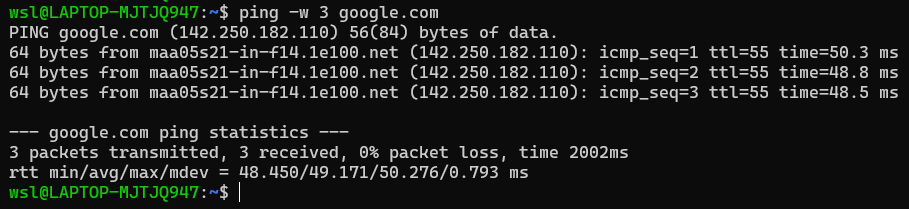 wsl@LAPTOP-MJTJQ947:~$ ping -w 3 google.com
PING google.com (142.250.182.110) 56(84) bytes of data.
64 bytes from maa05s21-in-f14.1e100.net (142.250.182.110): icmp_seq=1 ttl=55 time=50.3 ms
64 bytes from maa05s21-in-f14.1e100.net (142.250.182.110): icmp_seq=2 ttl=55 time=48.8 ms
64 bytes from maa05s21-in-f14.1e100.net (142.250.182.110): icmp_seq=3 ttl=55 time=48.5 ms

--- google.com ping statistics ---
3 packets transmitted, 3 received, 0% packet loss, time 2002ms
rtt min/avg/max/mdev = 48.450/49.171/50.276/0.793 ms
wsl@LAPTOP-MJTJQ947:~$